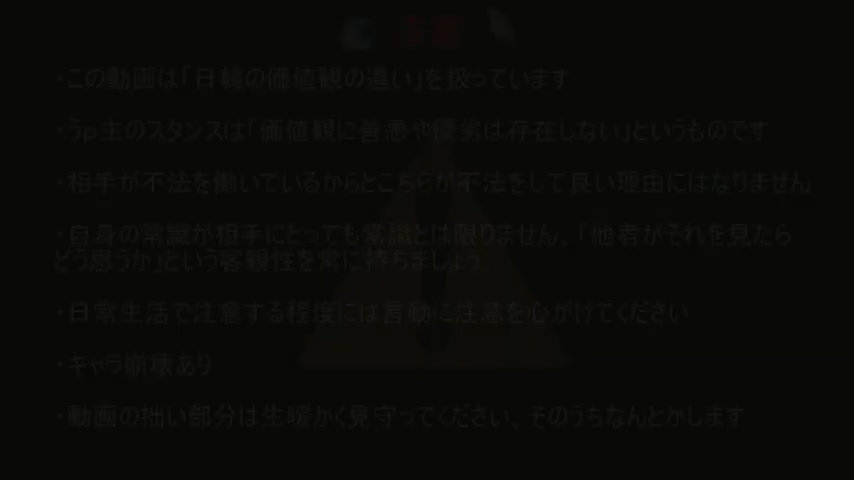 ・この動画は「日韓の価値観の違い」を扱っています
・うp主のスタンスは「価値観に善悪や優劣は存在しない」というものです
・相手が不法を働いているからとこちらが不法をして良い理由にはなりません
・自身の常識が相手にとっても常識とは限りません、「他者がそれを見たら
どう思うか」という客観性を常に持ちましょう
・日常生活で注意する程度には言動に注意を心がけてください
・キャラ崩壊あり
・動画の拙い部分は生暖かく見守ってください、そのうちなんとかします